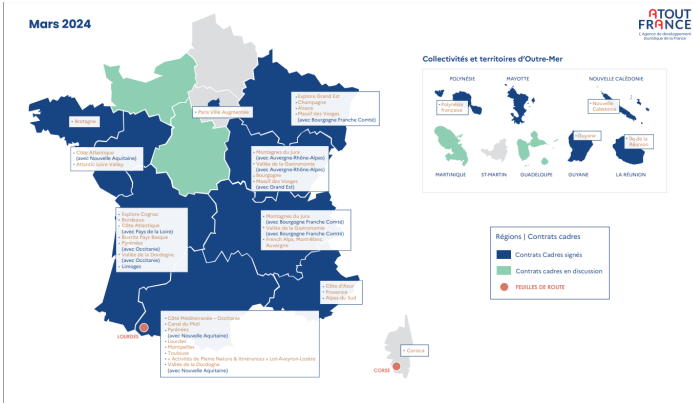 Mars 2024
ATOUT
FRANCE
L'Agence de développement
touristique de la France
Collectivités et territoires d'Outre-Mer
POLYNÉSIE
MAYOTTE
NOUVELLE CALÉDONIE
• Polynésie
française
• Nouvelle
Calédonie
• Guyane
• Ile de la
Réunion
MARTINIQUE
ST-MARTIN
GUADELOUPE
GUYANE
LA RÉUNION
• Explore Grand Est
• Champagne
• Alsace
• Massif des Vosges
(avec Bourgogne Franche Comté)
• Paris Ville Augmentée
• Bretagne
• Côte Atlantique
(avec Nouvelle Aquitaine)
• Atlantic Loire Valley
• Montagnes du Jura
(avec Auvergne-Rhône-Alpes)
• Vallée de la Gastronomie
(avec Auvergne-Rhône-Alpes)
• Bourgogne
• Massif des Vosges
(avec Grand Est)
• Explore Cognac
• Bordeaux
• Côte Atlantique
(avec Pays de la Loire)
• Biarritz Pays Basque
• Pyrénées
(avec Occitanie)
• Vallée de la Dordogne
(avec Occitanie)
• Limoges
• Montagnes du Jura
(avec Bourgogne Franche Comté)
• Vallée de la Gastronomie
(avec Bourgogne Franche Comté)
• French Alps, Mont-Blanc
Auvergne
Régions | Contrats cadres
Contrats Cadres signés
Contrats cadres en discussion
FEUILLES DE ROUTE
• Côte d'Azur
• Provence
• Alpes du Sud
• Côté Méditerranée - Occitanie
• Canal du Midi
• Pyrénées
(avec Nouvelle Aquitaine)
• Lourdes
• Montpellier
• Toulouse
• « Activités de Pleine Nature & Itinérances » Lot-Aveyron-Lozère
• Vallée de la Dordogne
(avec Nouvelle Aquitaine)
LOURDES
• Corsica
CORSE